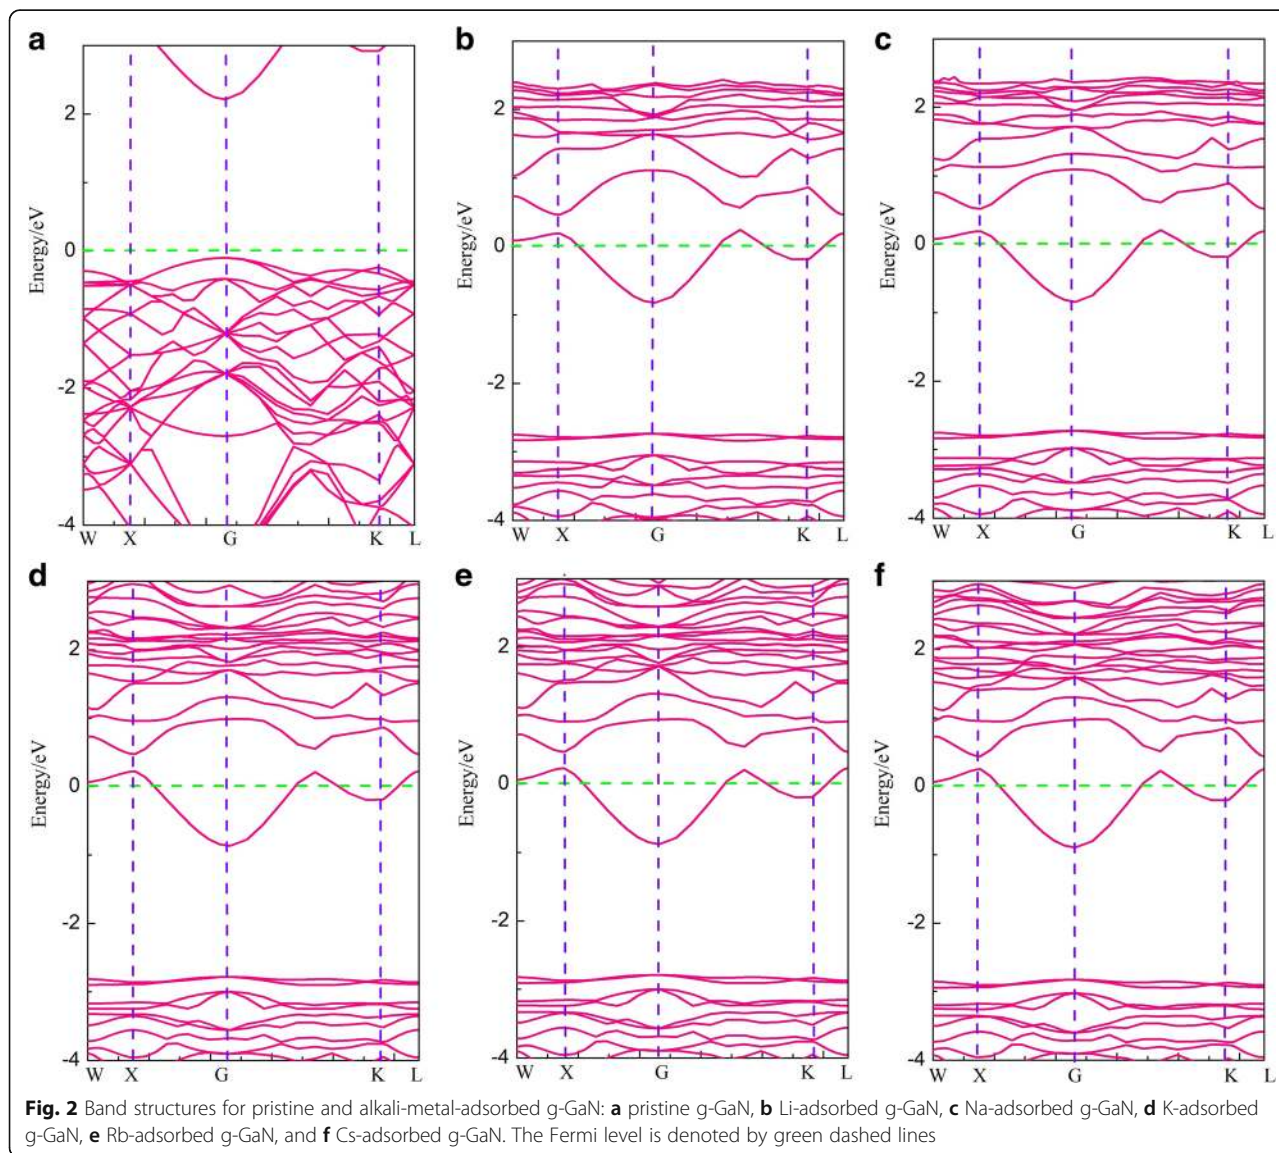 a
b
c
Energy/eV
2
0
-2
-4
W X G K L
Energy/eV
2
0
-2
-4
W X G K L
Energy/eV
2
0
-2
-4
W X G K L
d
e
f
Energy/eV
2
0
-2
-4
W X G K L
Energy/eV
2
0
-2
-4
W X G K L
Energy/eV
2
0
-2
-4
W X G K L
Fig. 2 Band structures for pristine and alkali-metal-adsorbed g-GaN: a pristine g-GaN, b Li-adsorbed g-GaN, c Na-adsorbed g-GaN, d K-adsorbed
g-GaN, e Rb-adsorbed g-GaN, and f Cs-adsorbed g-GaN. The Fermi level is denoted by green dashed lines